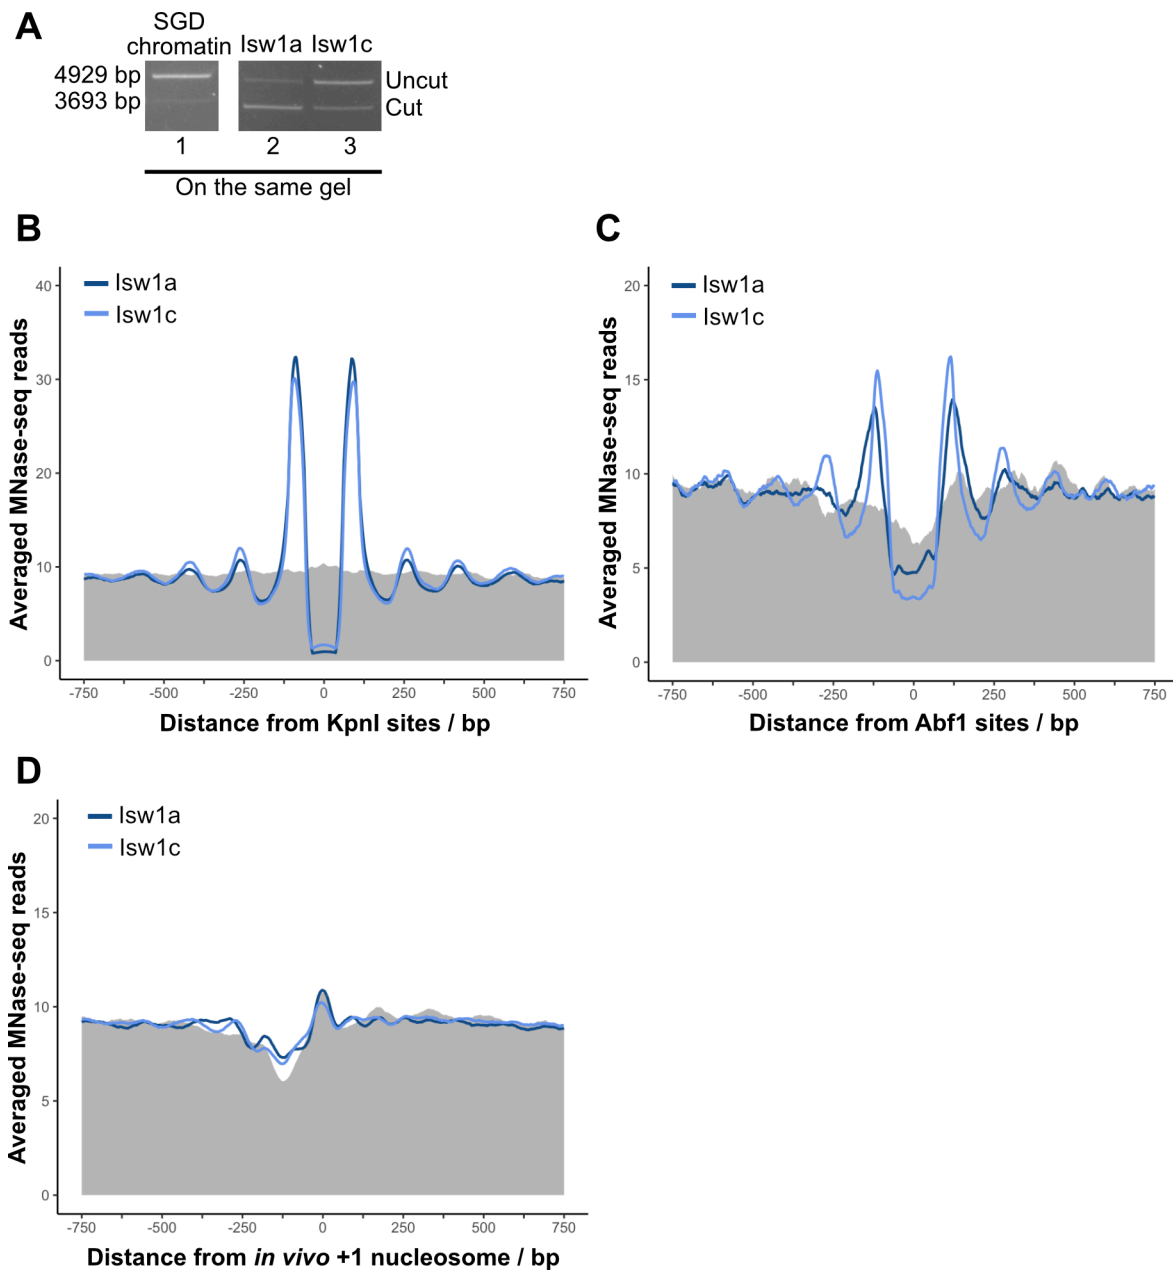 A
SGD
chromatin
Isw1a
Isw1c
4929 bp
3693 bp
Uncut
Cut
1
2
3
On the same gel
B
Isw1a
Isw1c
Averaged MNase-seq reads
40
30
20
10
0
-750
-500
-250
0
250
500
750
Distance from KpnI sites / bp
C
Isw1a
Isw1c
Averaged MNase-seq reads
20
15
10
5
0
-750
-500
-250
0
250
500
750
Distance from Abf1 sites / bp
D
Isw1a
Isw1c
Averaged MNase-seq reads
20
15
10
5
0
-750
-500
-250
0
250
500
750
Distance from in vivo +1 nucleosome / bp